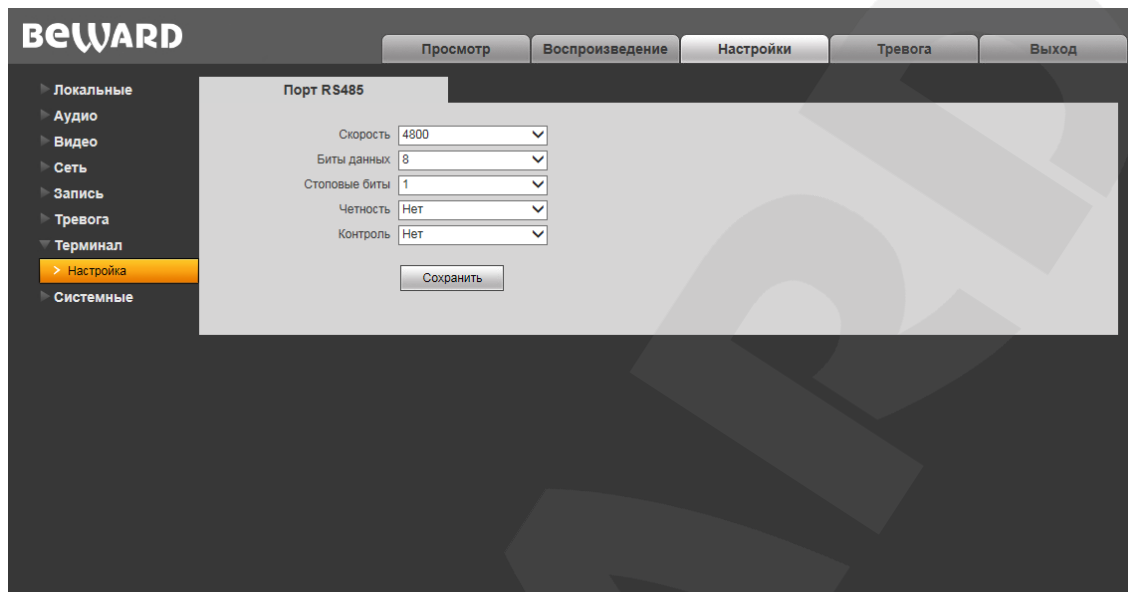 BEWARD
Просмотр Воспроизведение Настройки Тревога Выход
Локальные
Аудио
Видео
Сеть
Запись
Тревога
Терминал
> Настройка
Системные
Порт RS485
Скорость 4800
Биты данных 8
Стоповые биты 1
Четность Нет
Контроль Нет
Сохранить